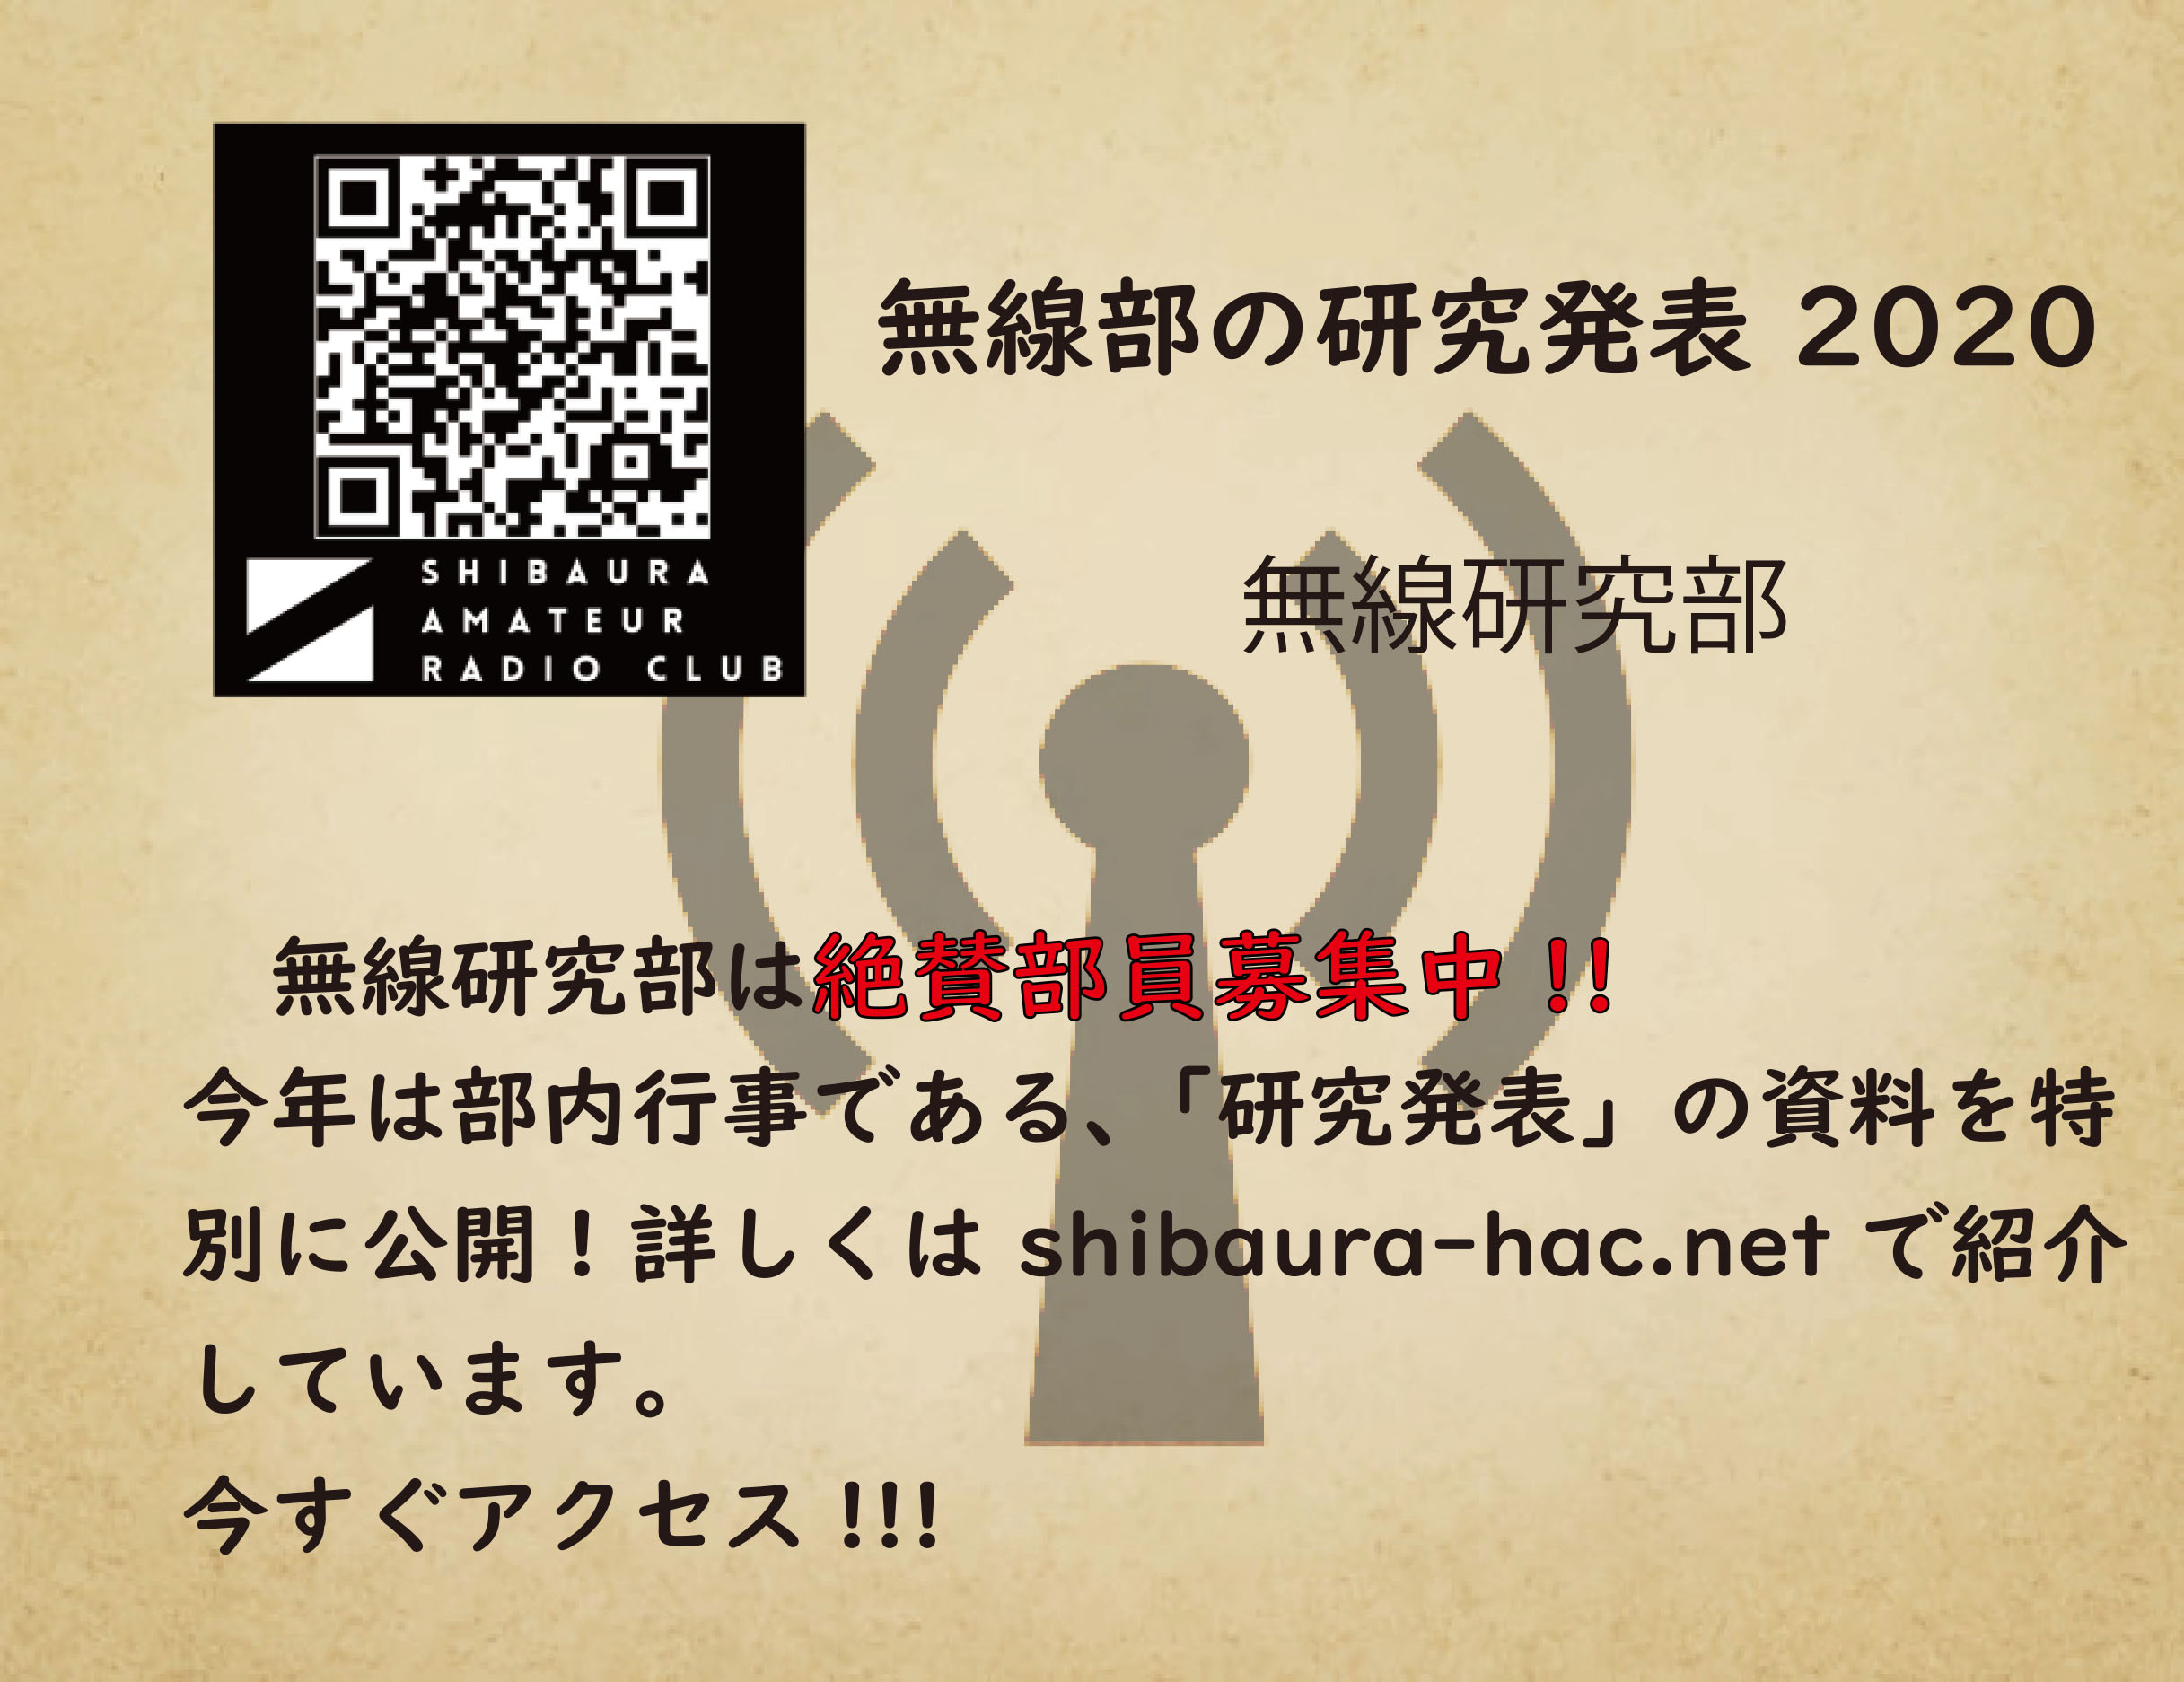 SHIBAURA
AMATEUR
RADIO CLUB
無線部の研究発表 2020
無線研究部
無線研究部は絶賛部員募集中 !!
今年は部内行事である、「研究発表」の資料を特
別に公開！詳しくは shibaura-hac.net で紹介
しています。
今すぐアクセス !!!